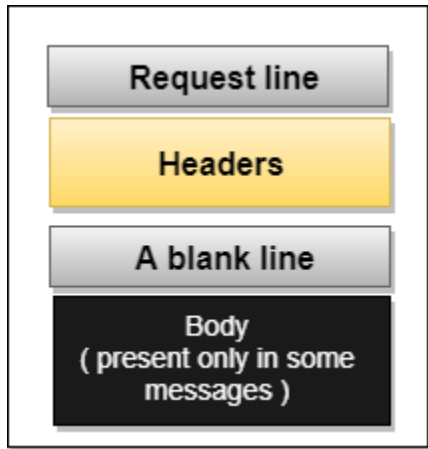 Request line
Headers
A blank line
Body
( present only in some
messages )